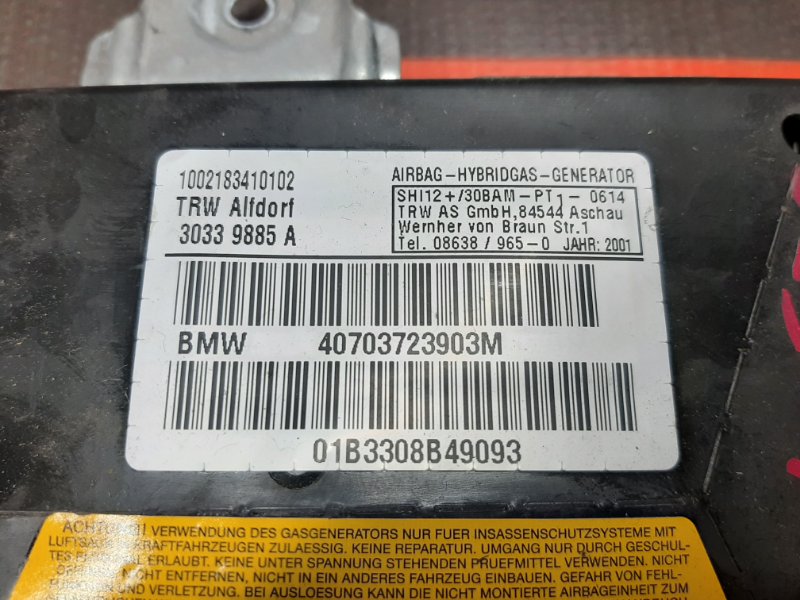 1002183410102
TRW Alfdorf
3033 9885 A
AIRBAG-HYBRIDGAS-GENERATOR
SHI12+/30BAM-PT1-0614
TRW AS GmbH,84544 Aschau
Wernher von Braun Str.1
Tel. 08638/965-0 JAHR: 2001
BMW 40703723903M
01B3308B49093
VERWENDUNG DES GASGENERATORS NUR FUER INSASSENSCHUTZSYSTEME MIT
KRAFTFAHRZEUGEN ZULAESSIG. KEINE REPARATUR. UMGANG NUR DURCH GESCHUL-
ERLAUBT. KEINE UNTER SPANNUNG STEHENDEN PRUEFMITTEL VERWENDEN. NICHT
NICHT ENTFERNEN, NICHT IN EIN ANDERES FAHRZEUG EINBAUEN. GEFAHR VON FEHL-
UND VERLETZUNG. BEI AUSLOESUNG KANN DIE NICHT MONTIERTE AIRBAGEINHEIT ZUM